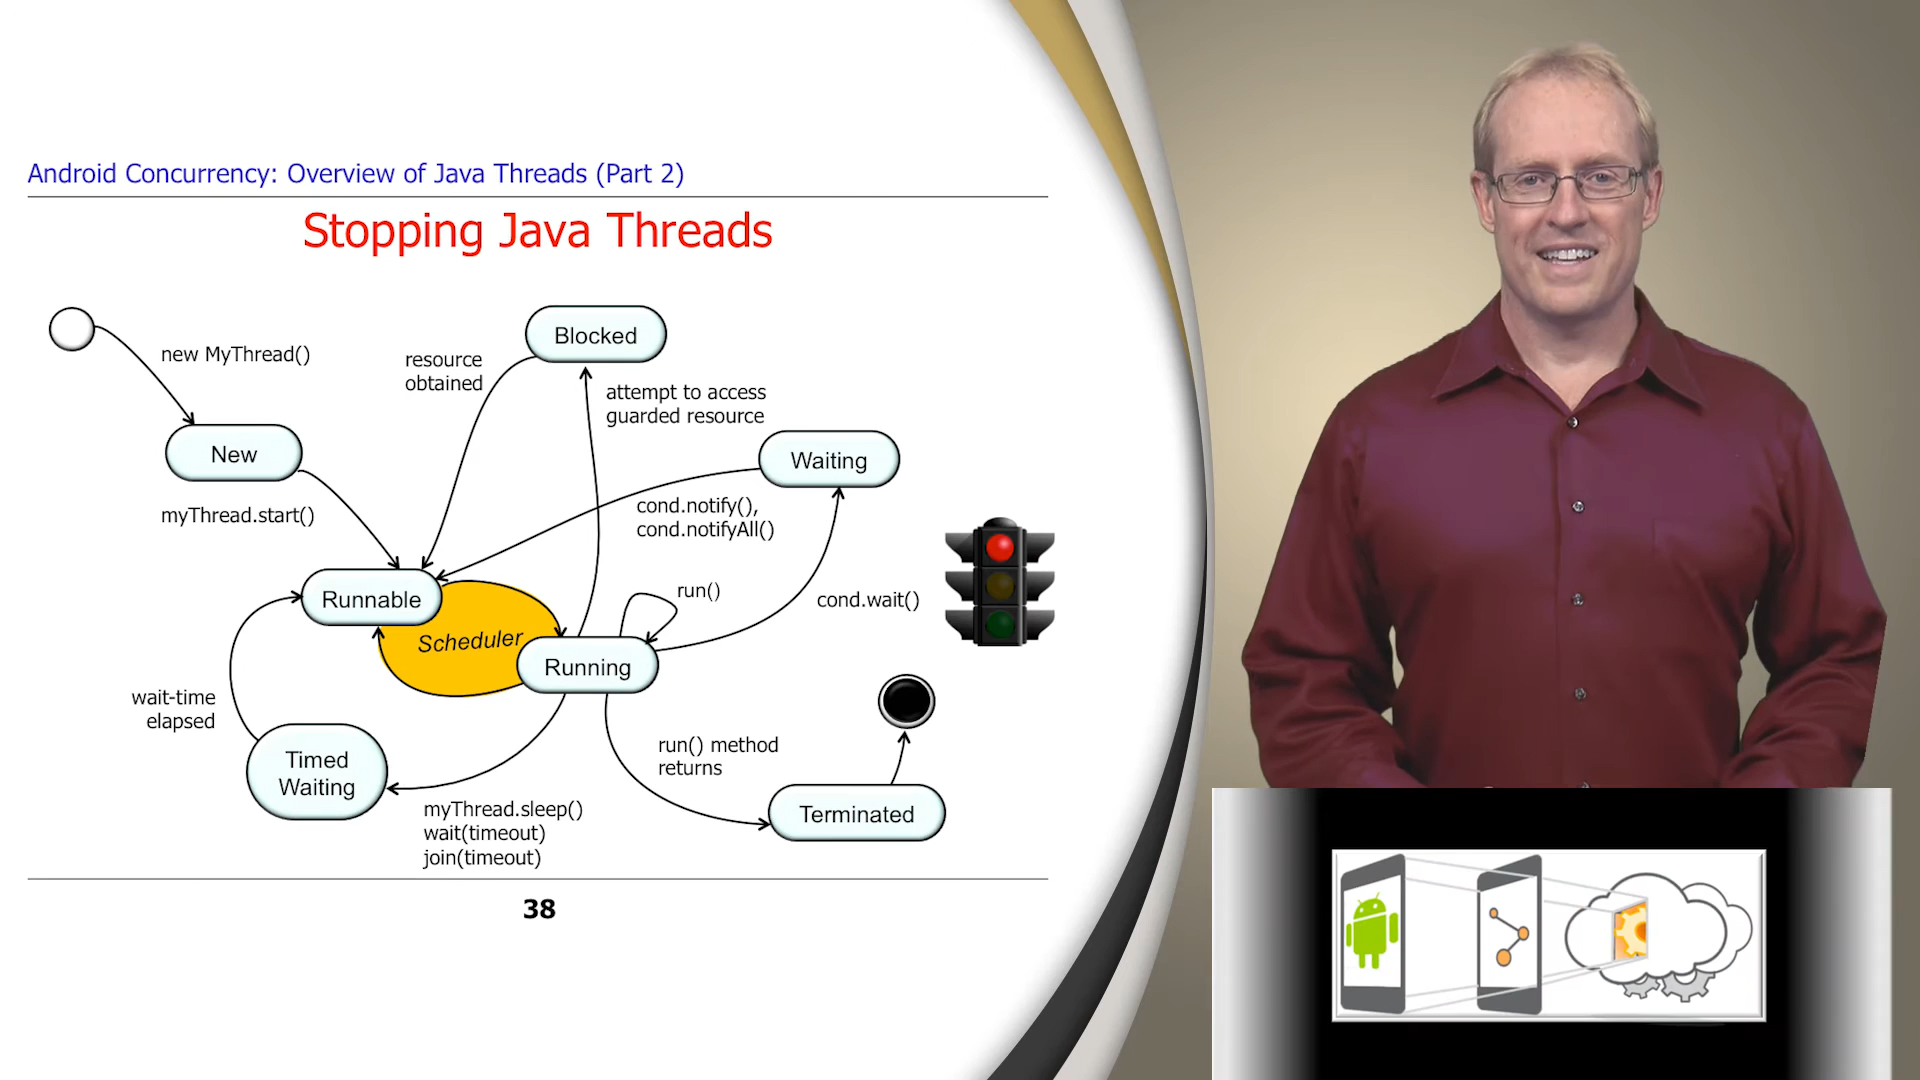 Android Concurrency: Overview of Java Threads (Part 2)
Stopping Java Threads
Blocked
new MyThread()
resource
obtained
attempt to access
guarded resource
New
Waiting
myThread.start()
cond.notify(),
cond.notifyAll()
Runnable
run()
cond.wait()
Scheduler
Running
wait-time
elapsed
Timed
Waiting
run() method
returns
myThread.sleep()
wait(timeout)
join(timeout)
Terminated
38